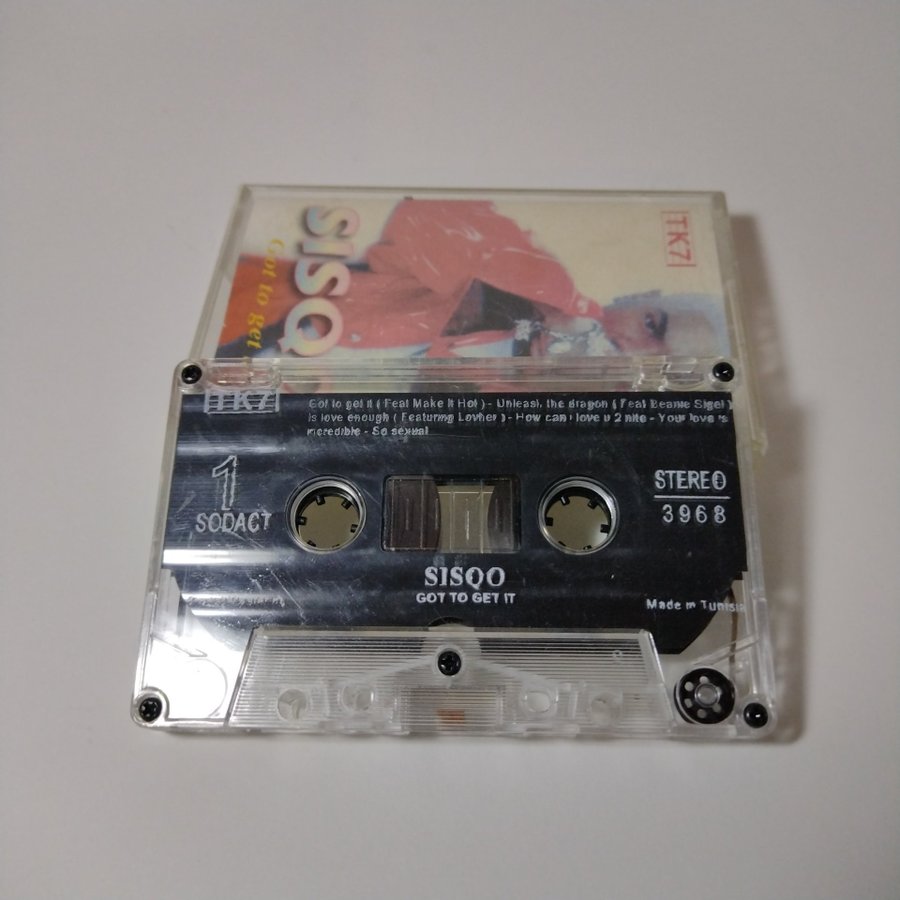 SISQ
Got to get
TK7
TK7
Got to get it ( Feat Make It Hot ) - Unleash the dragon ( Feat Beanie Sigel )
Is love enough ( Featuring Lovher ) - How can i love u 2 nite - Your love is
incredible - So sexual
1
SODACT
STEREO
3968
SISQO
GOT TO GET IT
Made in Tunisia